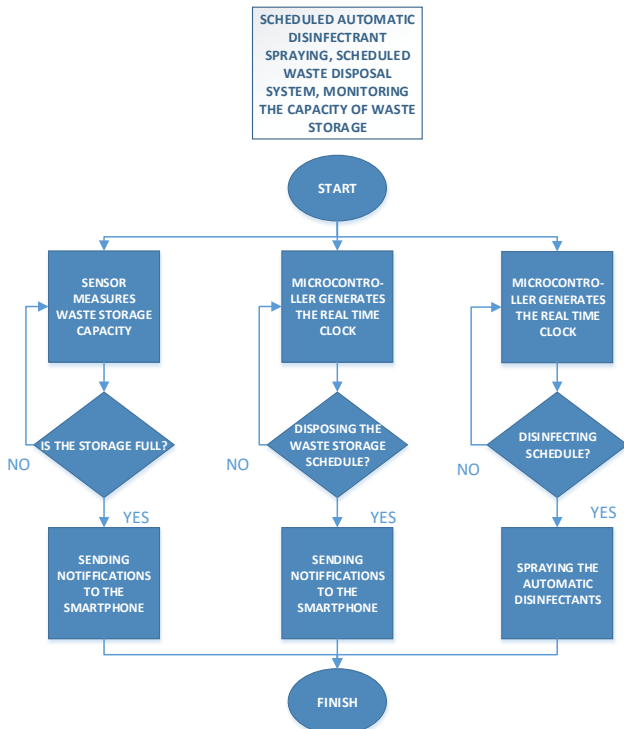 SCHEDULED AUTOMATIC
DISINFECTRANT
SPRAYING, SCHEDULED
WASTE DISPOSAL
SYSTEM, MONITORING
THE CAPACITY OF WASTE
STORAGE
START
SENSOR
MEASURES
WASTE STORAGE
CAPACITY
MICROCONTRO-
LLER GENERATES
THE REAL TIME
CLOCK
MICROCONTRO-
LLER GENERATES
THE REAL TIME
CLOCK
IS THE STORAGE FULL?
DISPOSING THE
WASTE STORAGE
SCHEDULE?
DISINFECTING
SCHEDULE?
NO
NO
NO
YES
YES
YES
SENDING
NOTIFFICATIONS
TO THE
SMARTPHONE
SENDING
NOTIFFICATIONS
TO THE
SMARTPHONE
SPRAYING THE
AUTOMATIC
DISINFECTANTS
FINISH